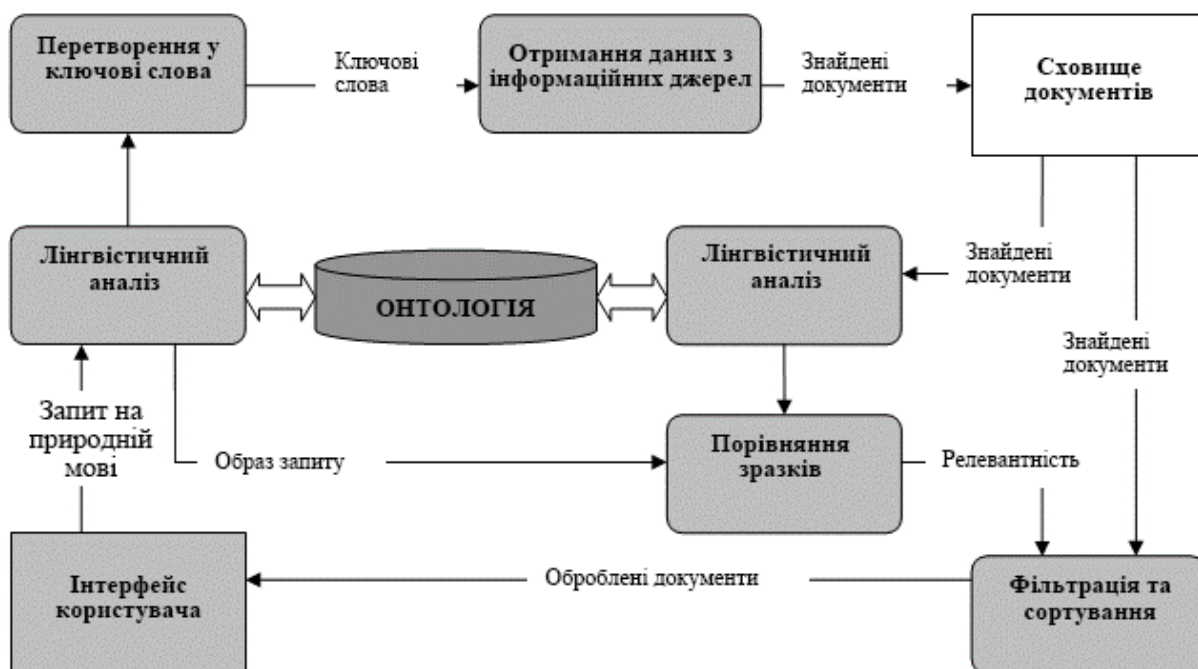 Перетворення у
ключові слова
Ключові
слова
Отримання даних з
інформаційних джерел
Знайдені
документи
Сховище
документів
Лінгвістичний
аналіз
ОНТОЛОГІЯ
Лінгвістичний
аналіз
Знайдені
документи
Знайдені
документи
Запит на
природній
мові
Образ запиту
Порівняння
зразків
Релевантність
Інтерфейс
користувача
Оброблені документи
Фільтрація та
сортування